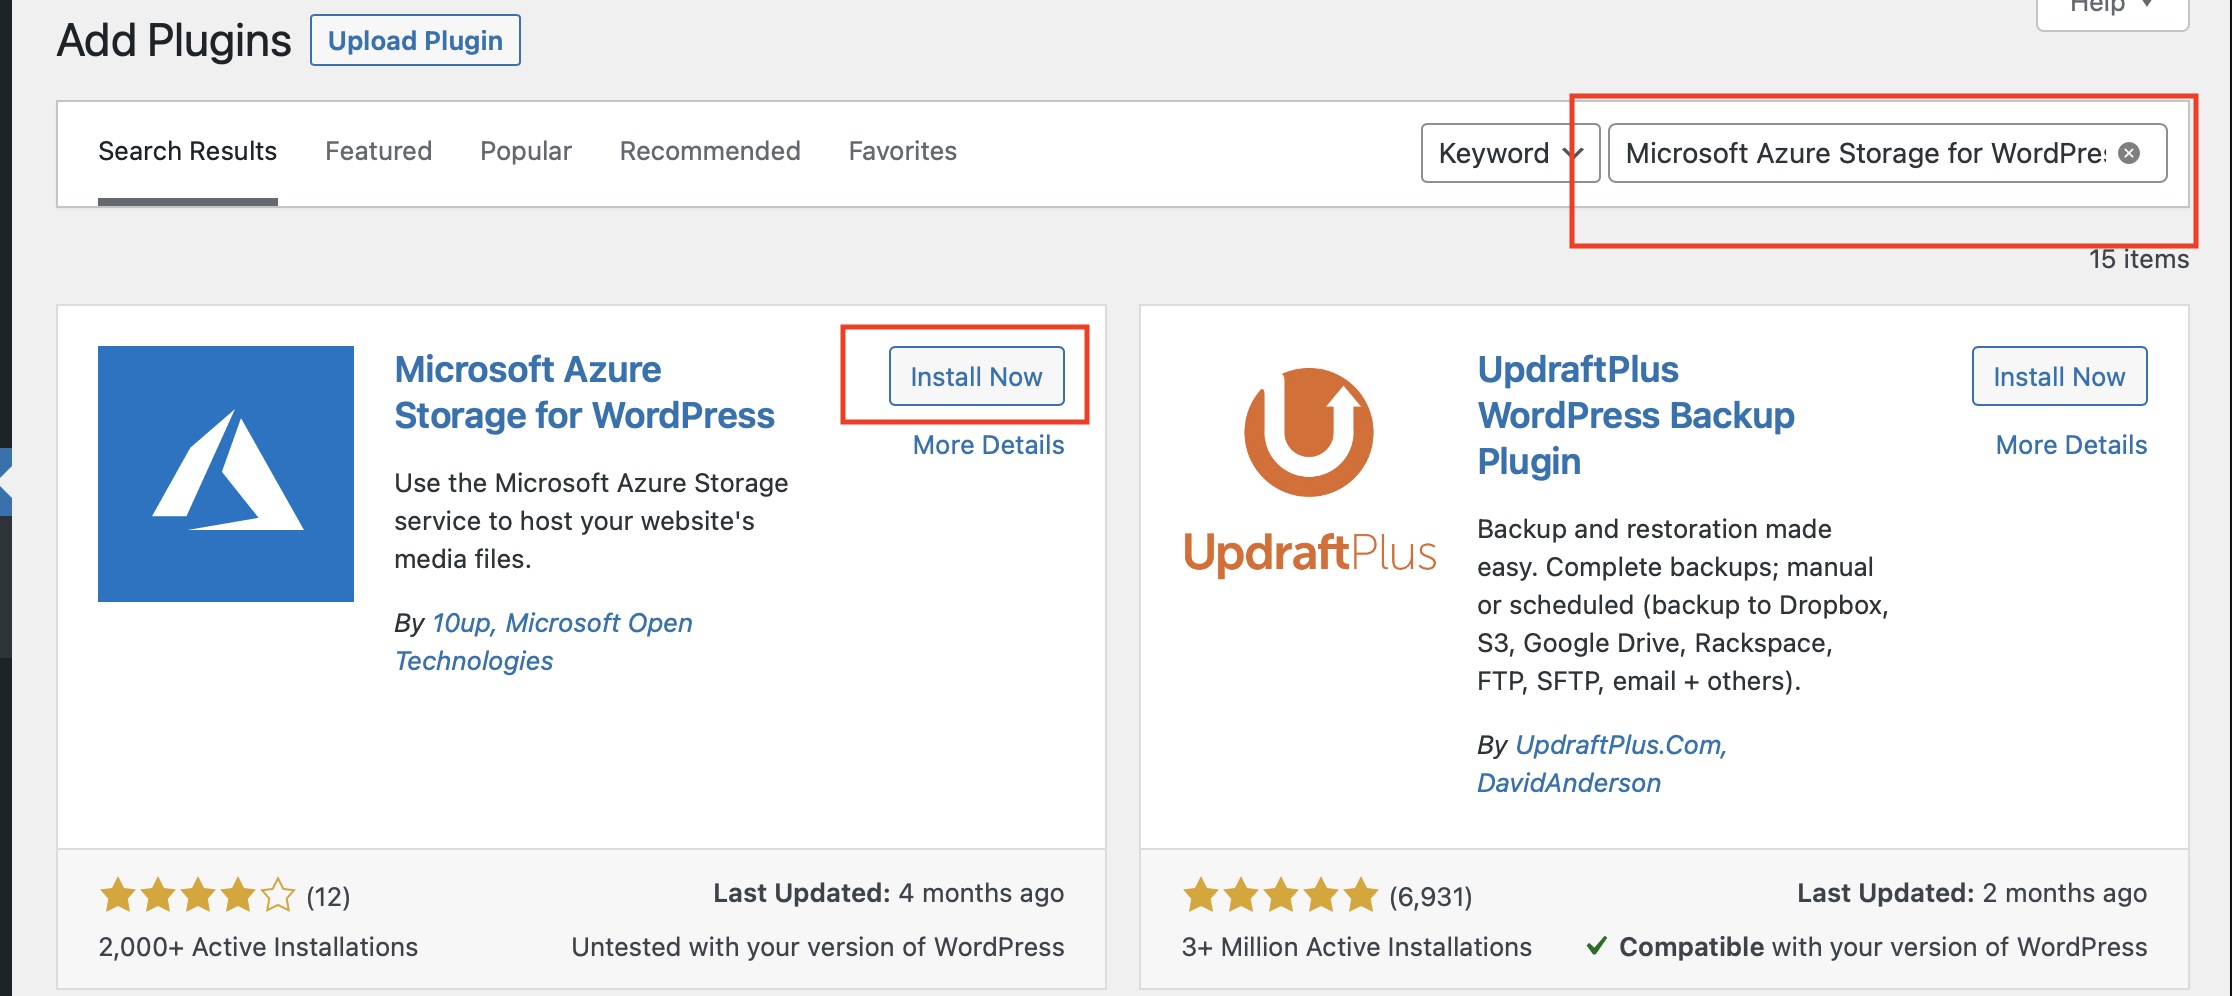 Help
Add Plugins
Upload Plugin
Search Results
Featured
Popular
Recommended
Favorites
Keyword
Microsoft Azure Storage for WordPre
15 items
Microsoft Azure
Storage for WordPress
Install Now
More Details
Use the Microsoft Azure Storage
service to host your website's
media files.
By 10up, Microsoft Open
Technologies
(12)
Last Updated: 4 months ago
2,000+ Active Installations
Untested with your version of WordPress
UpdraftPlus
UpdraftPlus
WordPress Backup
Plugin
Install Now
More Details
Backup and restoration made
easy. Complete backups; manual
or scheduled (backup to Dropbox,
S3, Google Drive, Rackspace,
FTP, SFTP, email + others).
By UpdraftPlus.Com,
DavidAnderson
(6,931)
Last Updated: 2 months ago
3+ Million Active Installations
Compatible with your version of WordPress